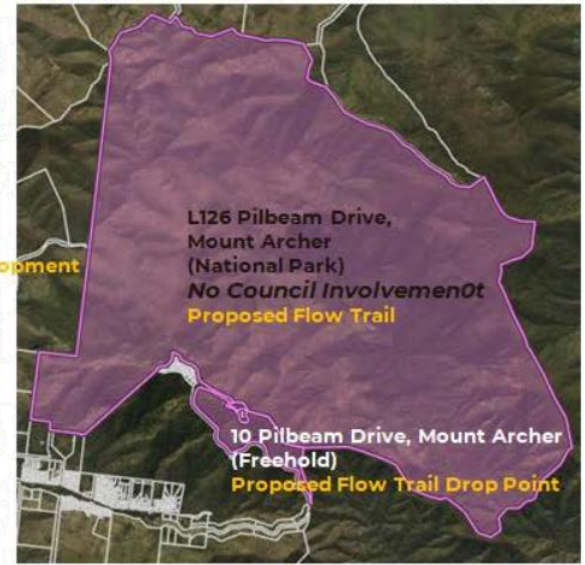 L126 Pilbeam Drive,
Mount Archer
(National Park)
opment
No Council Involvemen0t
Proposed Flow Trail
10 Pilbeam Drive, Mount Archer
(Freehold)
Proposed Flow Trail Drop Point